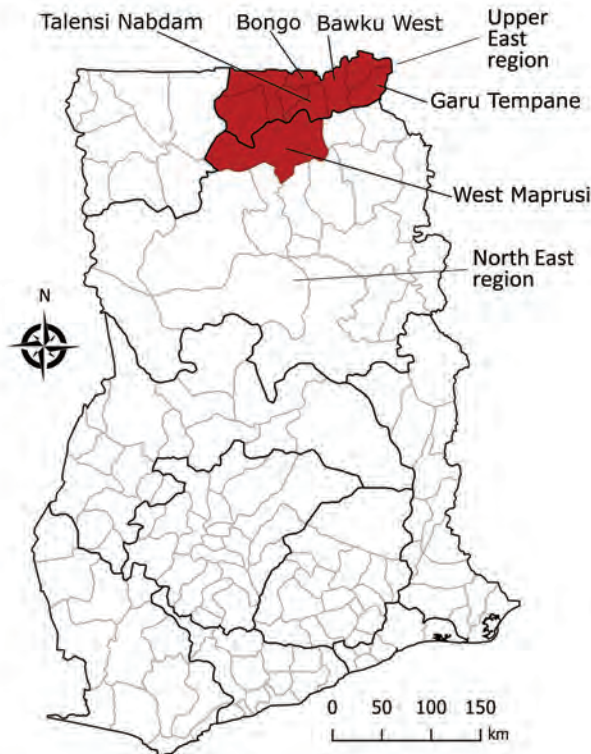 Talensi Nabdam
Bongo
Bawku West
Upper
East
region
Garu Tempane
West Maprusi
North East
region
N
0 50 100 150
km